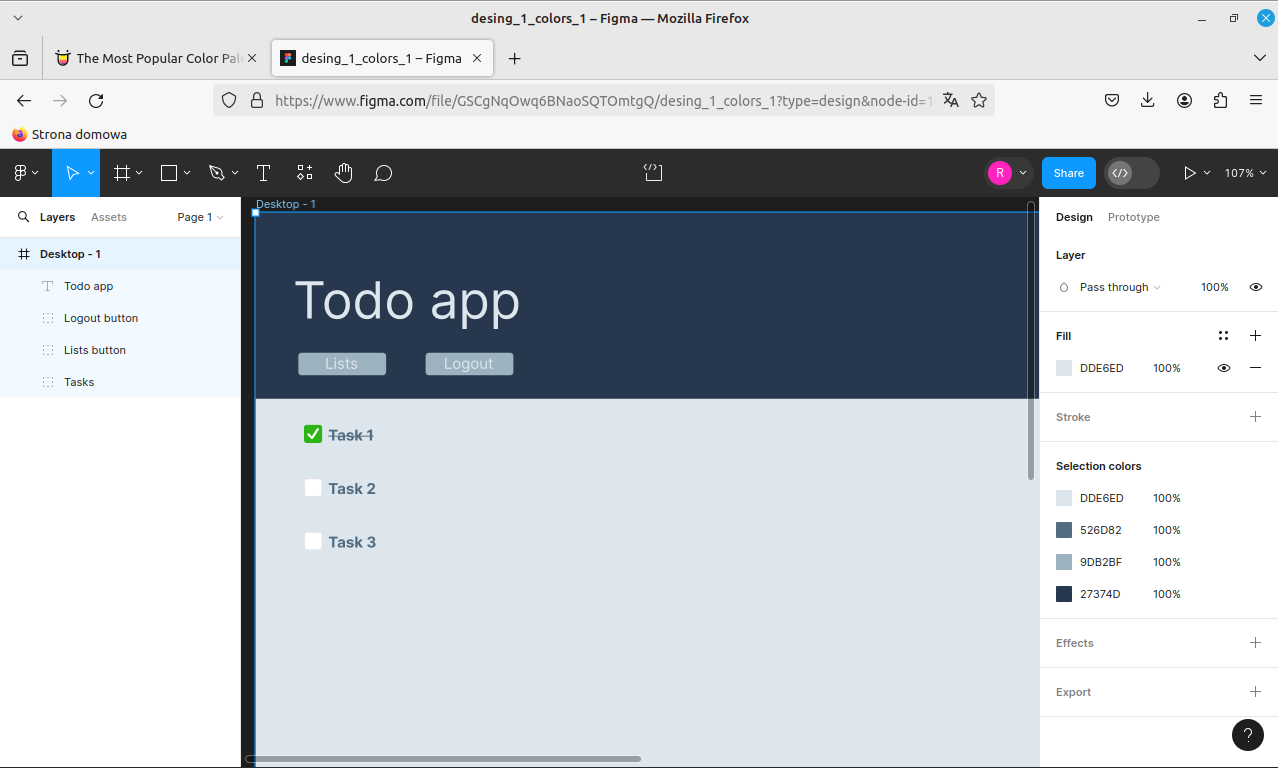 desing_1_colors_1 – Figma — Mozilla Firefox
The Most Popular Color Pal
desing_1_colors_1 – Figma
https://www.figma.com/file/GSCgNqOwq6BNaoSQTOmtgQ/desing_1_colors_1?type=design&node-id=1
Strona domowa
R
Share
107%
Layers
Assets
Page 1
Desktop - 1
Todo app
Logout button
Lists button
Tasks
Desktop - 1
Todo app
Lists
Logout
Task 1
Task 2
Task 3
Design
Prototype
Layer
Pass through
100%
Fill
DDE6ED 100%
Stroke
Selection colors
DDE6ED 100%
526D82 100%
9DB2BF 100%
27374D 100%
Effects
Export
?